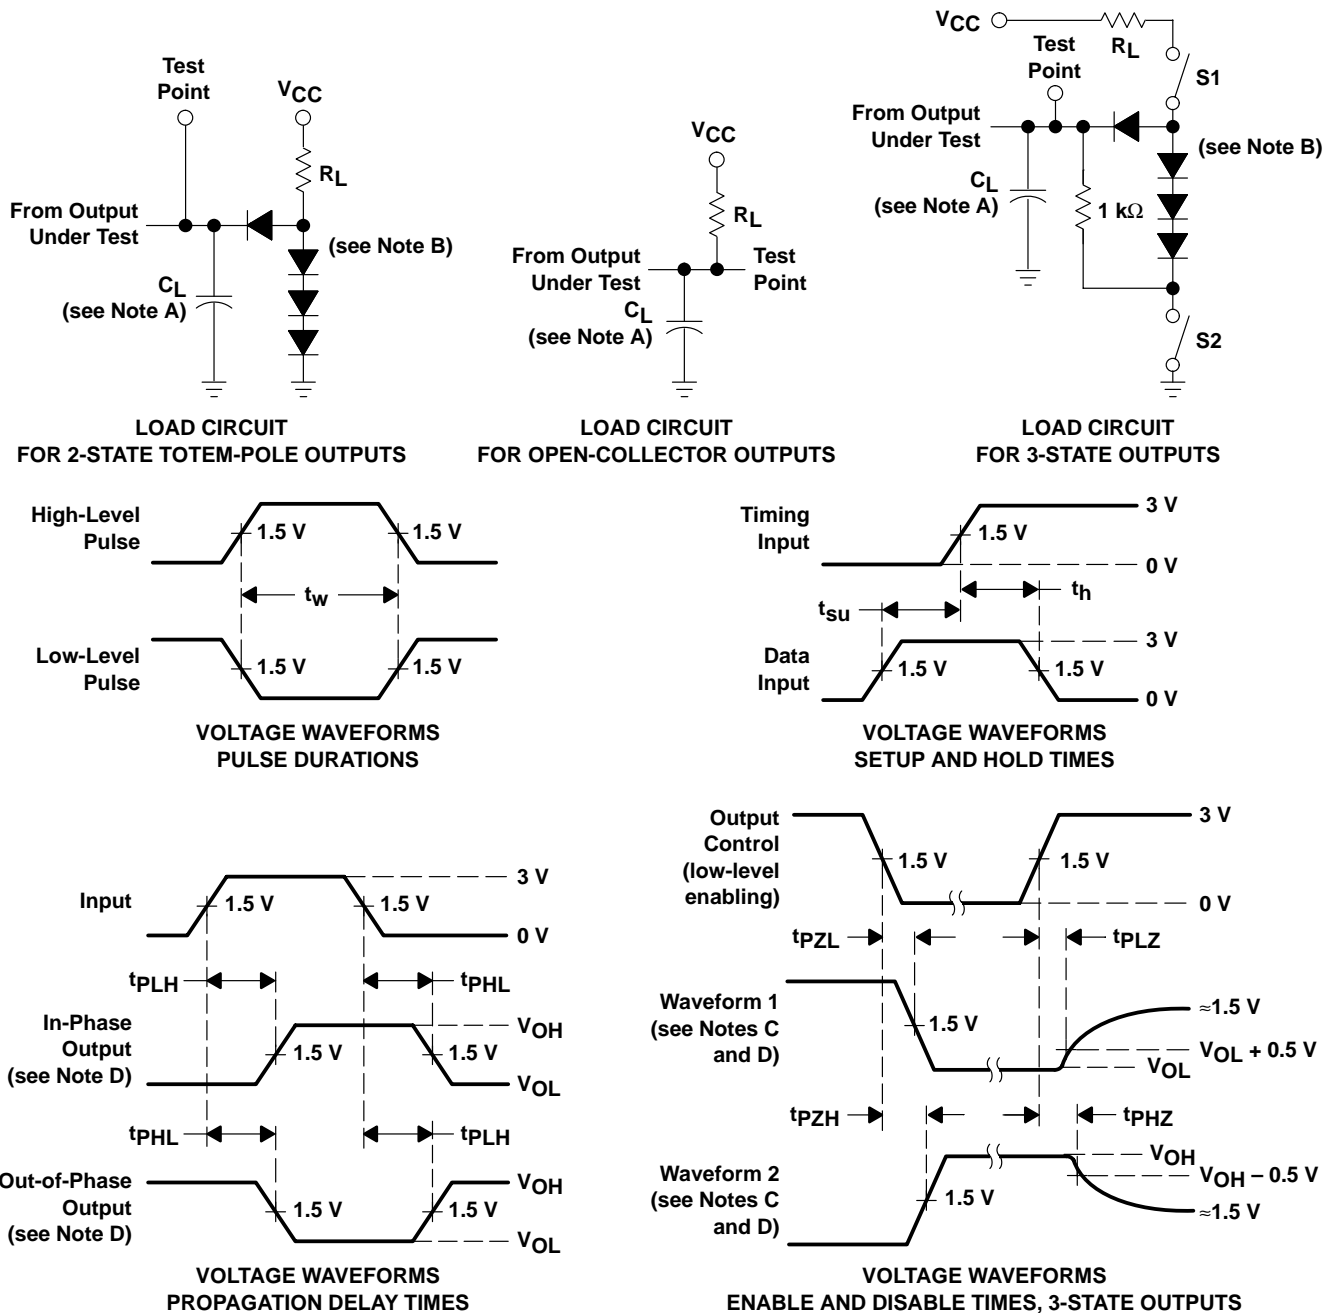 Test
Point
VCC
RL
From Output
Under Test
(see Note B)
CL
(see Note A)
LOAD CIRCUIT
FOR 2-STATE TOTEM-POLE OUTPUTS
VCC
RL
From Output
Under Test
Test
Point
CL
(see Note A)
LOAD CIRCUIT
FOR OPEN-COLLECTOR OUTPUTS
VCC
RL
Test
Point
S1
From Output
Under Test
(see Note B)
CL
(see Note A)
1 kΩ
S2
LOAD CIRCUIT
FOR 3-STATE OUTPUTS
High-Level
Pulse
1.5 V
1.5 V
tw
Low-Level
Pulse
1.5 V
1.5 V
VOLTAGE WAVEFORMS
PULSE DURATIONS
Timing
Input
1.5 V
3 V
0 V
th
tsu
Data
Input
1.5 V
1.5 V
3 V
0 V
VOLTAGE WAVEFORMS
SETUP AND HOLD TIMES
Input
1.5 V
1.5 V
3 V
0 V
tPLH
tPHL
In-Phase
Output
(see Note D)
1.5 V
1.5 V
VOH
VOL
tPHL
tPLH
Out-of-Phase
Output
(see Note D)
1.5 V
1.5 V
VOH
VOL
VOLTAGE WAVEFORMS
PROPAGATION DELAY TIMES
Output
Control
(low-level
enabling)
1.5 V
1.5 V
3 V
0 V
tPZL
tPLZ
Waveform 1
(see Notes C
and D)
1.5 V
≈1.5 V
VOL + 0.5 V
VOL
tPZH
tPHZ
Waveform 2
(see Notes C
and D)
1.5 V
VOH
VOH – 0.5 V
≈1.5 V
VOLTAGE WAVEFORMS
ENABLE AND DISABLE TIMES, 3-STATE OUTPUTS